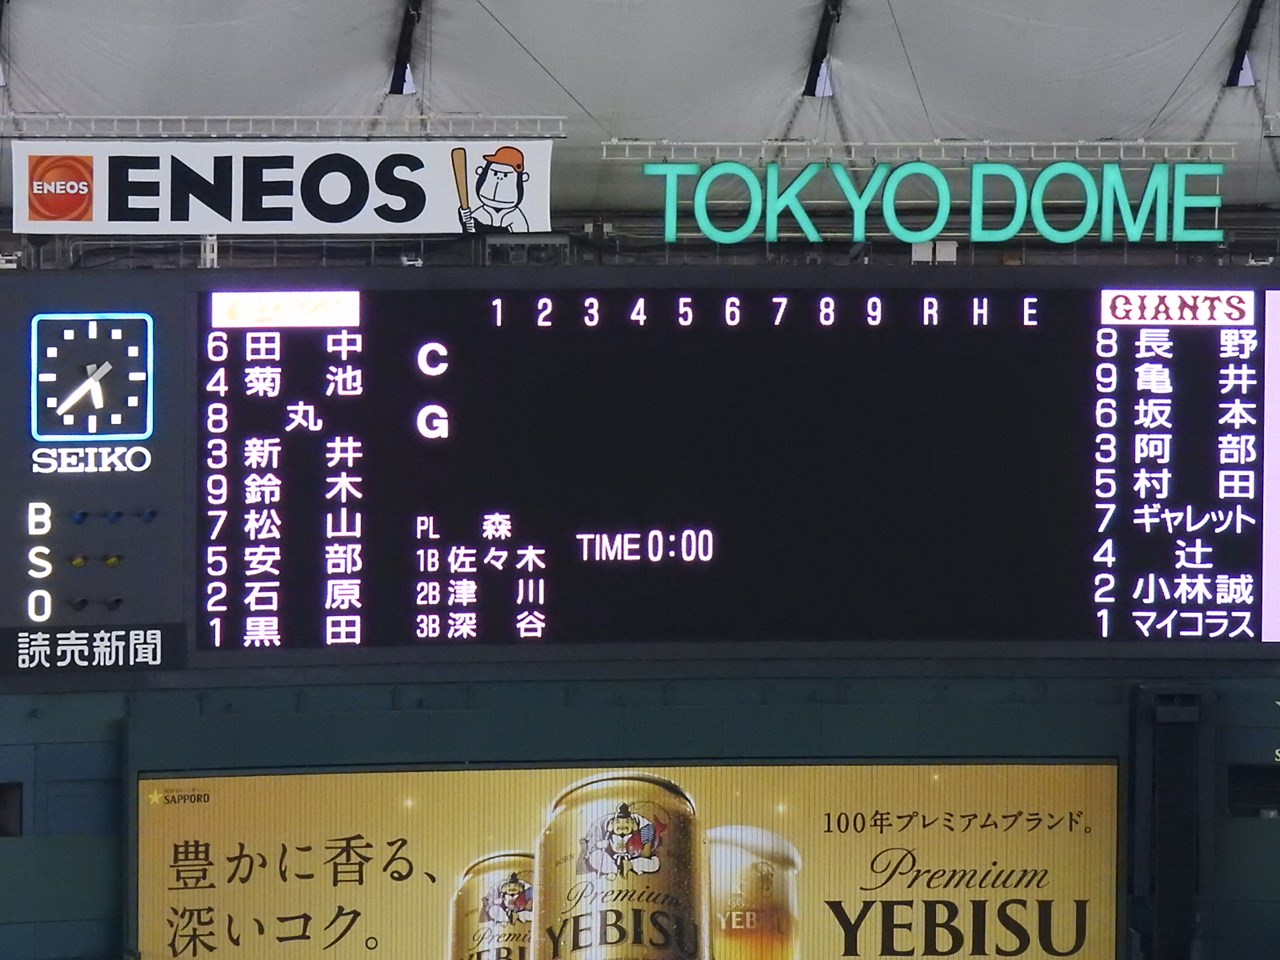 ENEOS ENEOS
TOKYO DOME
1 2 3 4 5 6 7 8 9 R H E
GIANTS
6 田中
4 菊池
8 丸
3 新井
9 鈴木
7 松山
5 安部
2 石原
1 黒田
C
G
PL 森
1B 佐々木
2B 津川
3B 深谷
TIME 0:00
8 長野
9 亀井
6 坂本
3 阿部
5 村田
7 ギャレット
4 辻
2 小林誠
1 マイコラス
SEIKO
B
S
O
読売新聞
SAPPORO
豊かに香る、
深いコク。
Premium
YEBISU
100年プレミアムブランド。
Premium
YEBISU